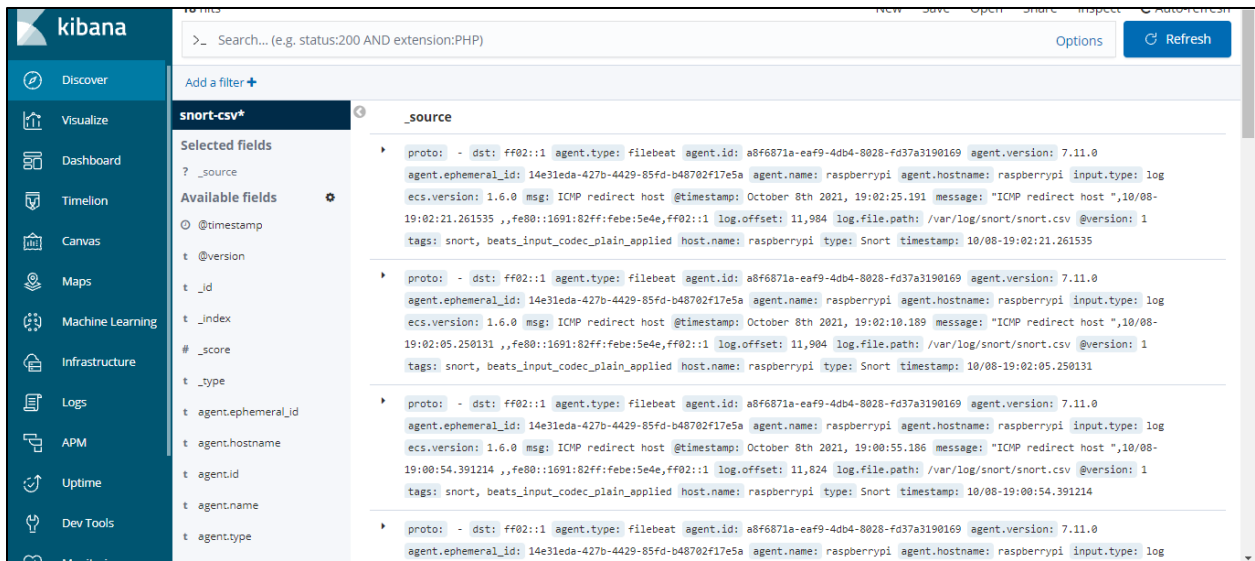 New Save Open Share Inspect Auto-refresh
kibana
>_ Search... (e.g. status:200 AND extension:PHP)
Options
Refresh
Discover
Visualize
Dashboard
Timelion
Canvas
Maps
Machine Learning
Infrastructure
Logs
APM
Uptime
Dev Tools
Add a filter +
snort-csv*
Selected fields
? _source
Available fields
@timestamp
t @version
t _id
t _index
# _score
t _type
t agent.ephemeral_id
t agent.hostname
t agent.id
t agent.name
t agent.type
_source
proto: - dst: ff02::1 agent.type: filebeat agent.id: a8f6871a-eaf9-4db4-8028-fd37a3190169 agent.version: 7.11.0
agent.ephemeral_id: 14e31eda-427b-4429-85fd-b48702f17e5a agent.name: raspberrypi agent.hostname: raspberrypi input.type: log
ecs.version: 1.6.0 msg: ICMP redirect host @timestamp: October 8th 2021, 19:02:25.191 message: "ICMP redirect host ",10/08-
19:02:21.261535 ,,fe80::1691:82ff:febe:5e4e,ff02::1 log.offset: 11,984 log.file.path: /var/log/snort/snort.csv @version: 1
tags: snort, beats_input_codec_plain_applied host.name: raspberrypi type: Snort timestamp: 10/08-19:02:21.261535
proto: - dst: ff02::1 agent.type: filebeat agent.id: a8f6871a-eaf9-4db4-8028-fd37a3190169 agent.version: 7.11.0
agent.ephemeral_id: 14e31eda-427b-4429-85fd-b48702f17e5a agent.name: raspberrypi agent.hostname: raspberrypi input.type: log
ecs.version: 1.6.0 msg: ICMP redirect host @timestamp: October 8th 2021, 19:02:10.189 message: "ICMP redirect host ",10/08-
19:02:05.250131 ,,fe80::1691:82ff:febe:5e4e,ff02::1 log.offset: 11,904 log.file.path: /var/log/snort/snort.csv @version: 1
tags: snort, beats_input_codec_plain_applied host.name: raspberrypi type: Snort timestamp: 10/08-19:02:05.250131
proto: - dst: ff02::1 agent.type: filebeat agent.id: a8f6871a-eaf9-4db4-8028-fd37a3190169 agent.version: 7.11.0
agent.ephemeral_id: 14e31eda-427b-4429-85fd-b48702f17e5a agent.name: raspberrypi agent.hostname: raspberrypi input.type: log
ecs.version: 1.6.0 msg: ICMP redirect host @timestamp: October 8th 2021, 19:00:55.186 message: "ICMP redirect host ",10/08-
19:00:54.391214 ,,fe80::1691:82ff:febe:5e4e,ff02::1 log.offset: 11,824 log.file.path: /var/log/snort/snort.csv @version: 1
tags: snort, beats_input_codec_plain_applied host.name: raspberrypi type: Snort timestamp: 10/08-19:00:54.391214
proto: - dst: ff02::1 agent.type: filebeat agent.id: a8f6871a-eaf9-4db4-8028-fd37a3190169 agent.version: 7.11.0
agent.ephemeral_id: 14e31eda-427b-4429-85fd-b48702f17e5a agent.name: raspberrypi agent.hostname: raspberrypi input.type: log